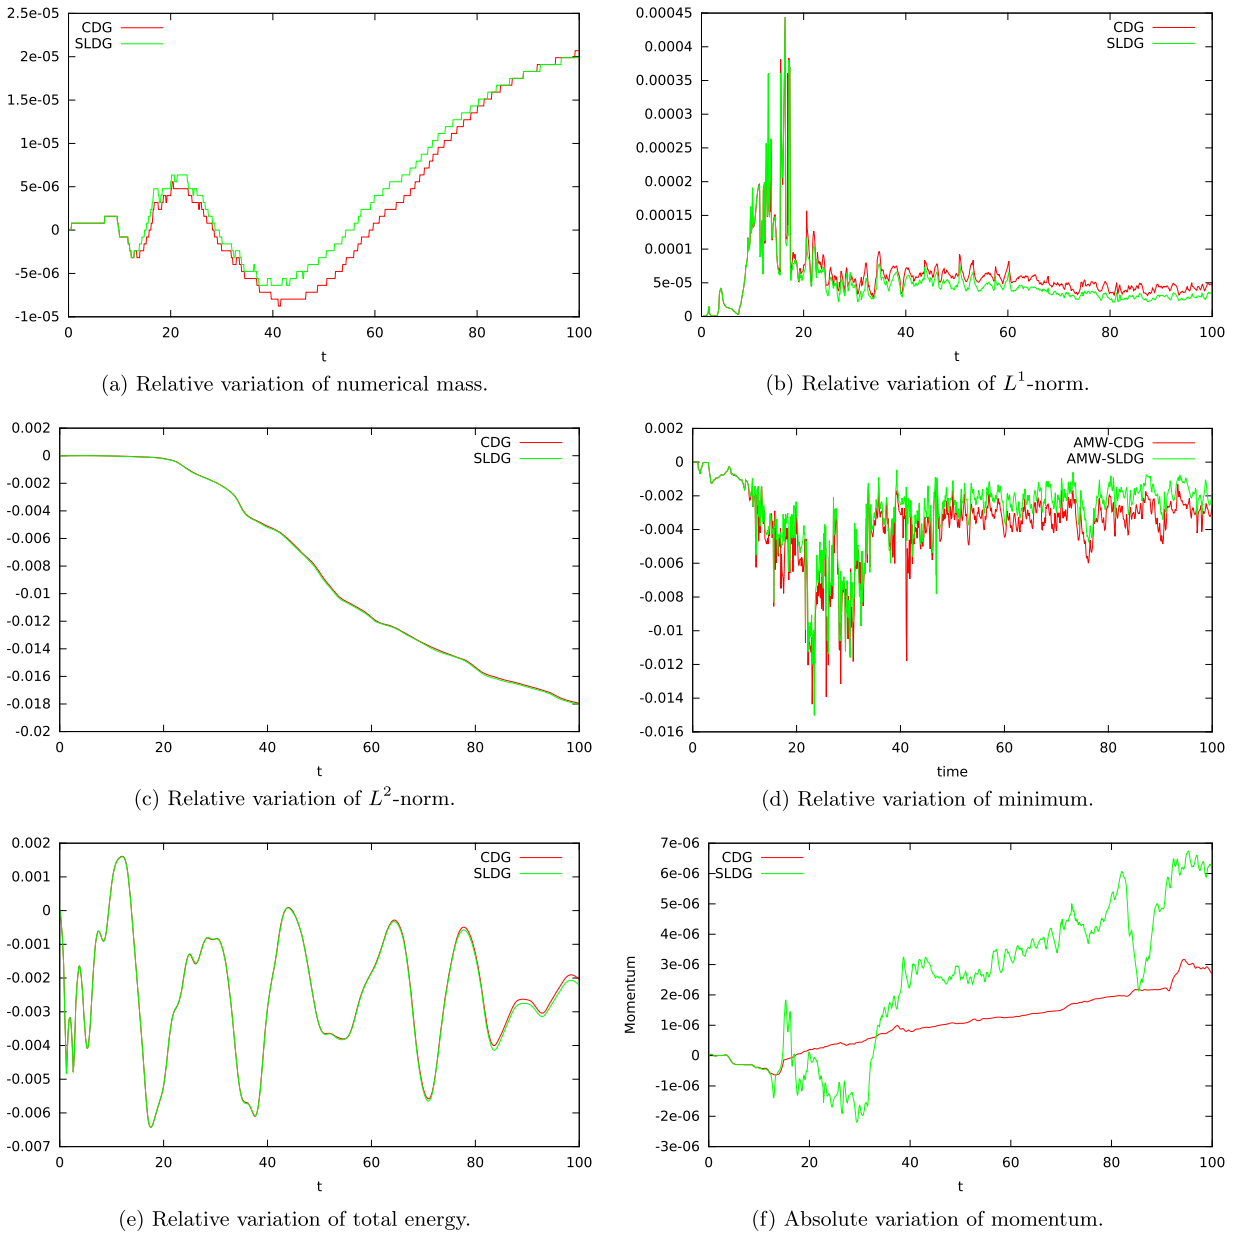 2.5e-05
2e-05
1.5e-05
1e-05
5e-06
0
-5e-06
-1e-05
0 20 40 60 80 100
t
CDG
SLDG
(a) Relative variation of numerical mass.
0.00045
0.0004
0.00035
0.0003
0.00025
0.0002
0.00015
0.0001
5e-05
0
0 20 40 60 80 100
t
CDG
SLDG
(b) Relative variation of L¹-norm.
0.002
0
-0.002
-0.004
-0.006
-0.008
-0.01
-0.012
-0.014
-0.016
-0.018
-0.02
0 20 40 60 80 100
t
CDG
SLDG
(c) Relative variation of L²-norm.
0.002
0
-0.002
-0.004
-0.006
-0.008
-0.01
-0.012
-0.014
-0.016
0 20 40 60 80 100
time
AMW-CDG
AMW-SLDG
(d) Relative variation of minimum.
0.002
0.001
0
-0.001
-0.002
-0.003
-0.004
-0.005
-0.006
-0.007
0 20 40 60 80 100
t
CDG
SLDG
(e) Relative variation of total energy.
7e-06
6e-06
5e-06
4e-06
3e-06
2e-06
1e-06
0
-1e-06
-2e-06
-3e-06
Momentum
0 20 40 60 80 100
t
CDG
SLDG
(f) Absolute variation of momentum.